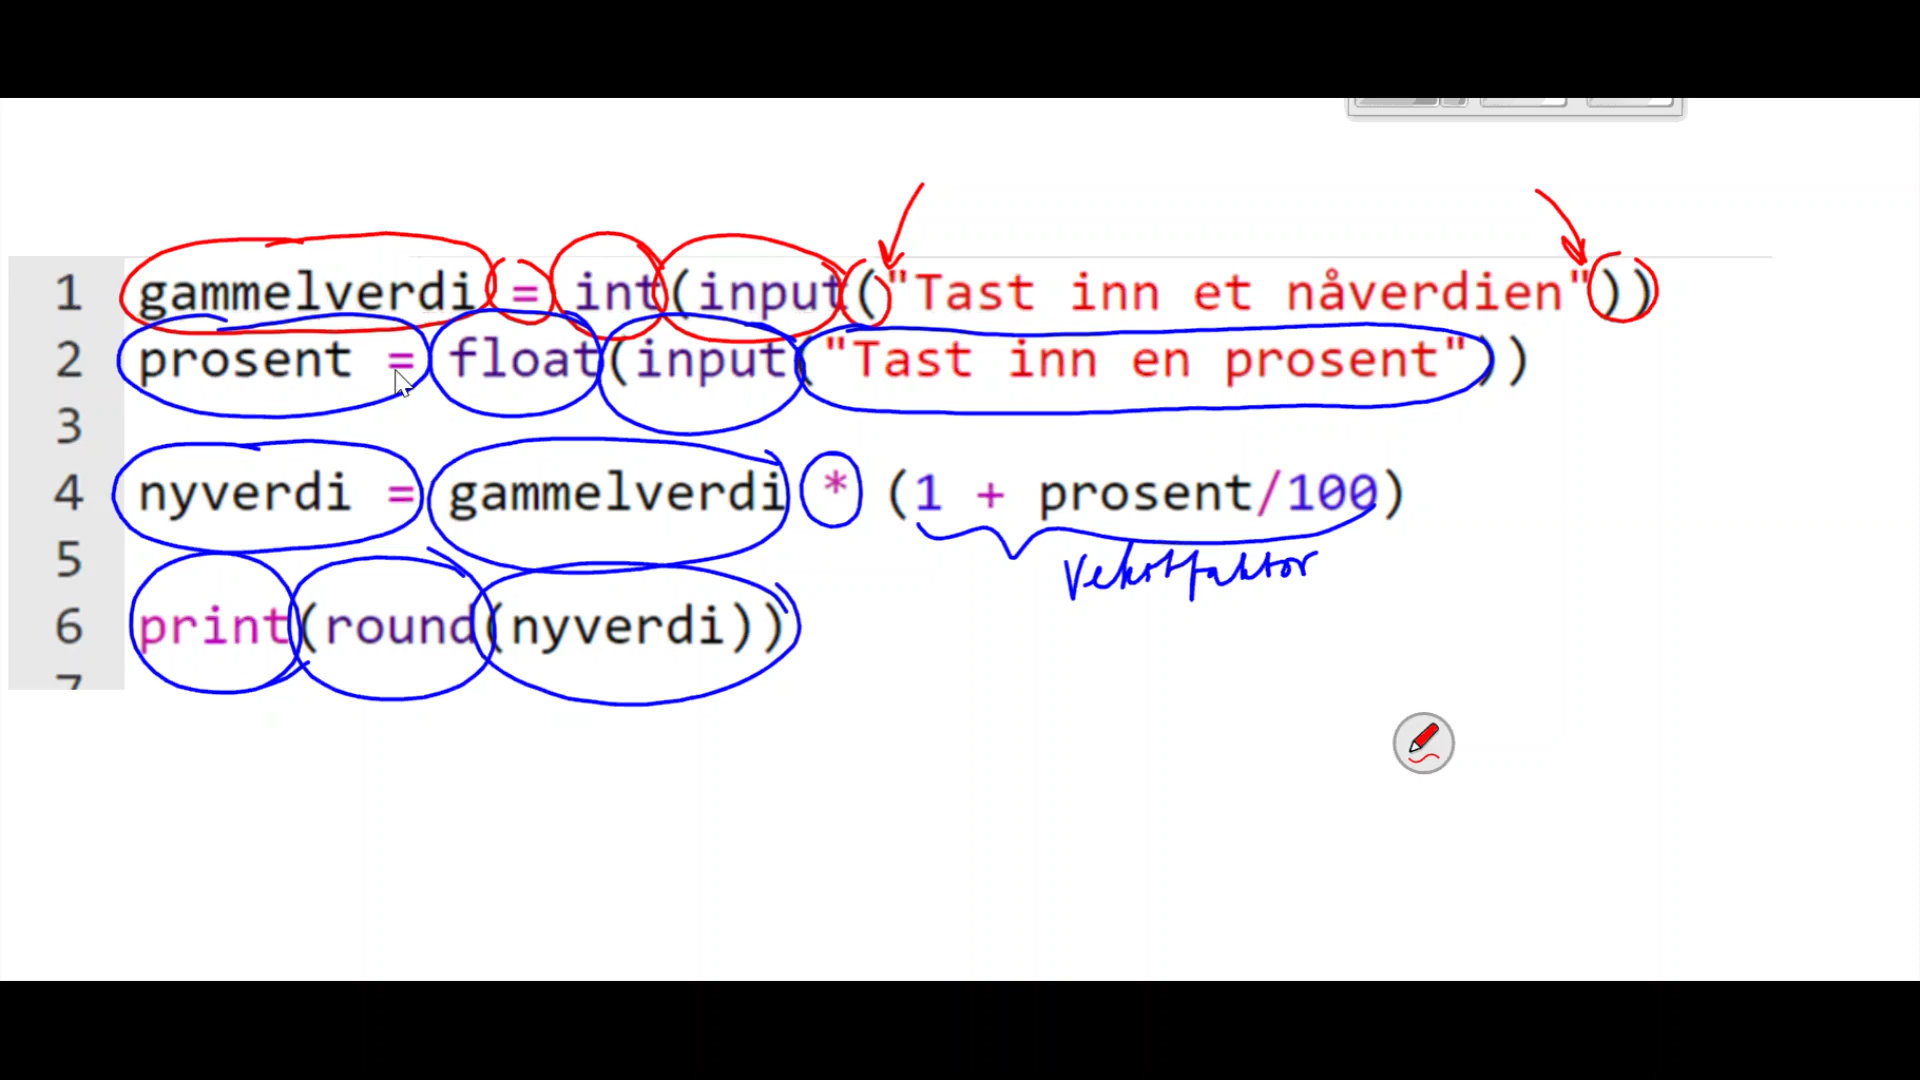 1 gammelverdi = int(input("Tast inn et nåverdien"))
2 prosent = float(input("Tast inn en prosent"))
3
4 nyverdi = gammelverdi * (1 + prosent/100)
Vekstfaktor
5
6 print(round(nyverdi))
7